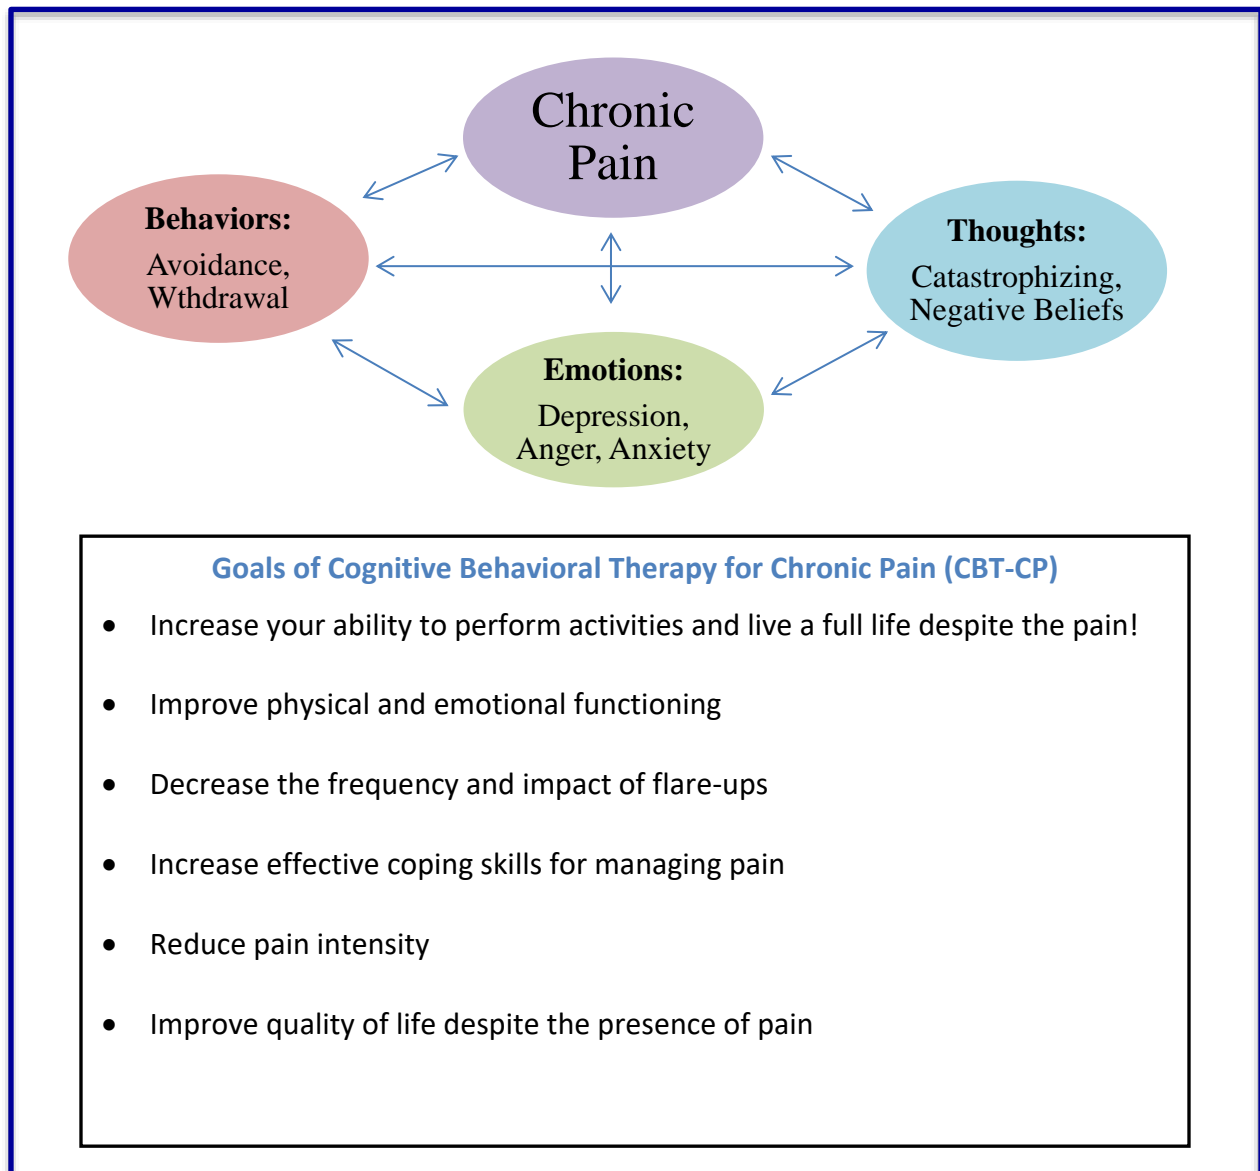 Chronic
Pain
Behaviors:
Avoidance,
Wthdrawal
Thoughts:
Catastrophizing,
Negative Beliefs
Emotions:
Depression,
Anger, Anxiety
Goals of Cognitive Behavioral Therapy for Chronic Pain (CBT-CP)
• Increase your ability to perform activities and live a full life despite the pain!
• Improve physical and emotional functioning
• Decrease the frequency and impact of flare-ups
• Increase effective coping skills for managing pain
• Reduce pain intensity
• Improve quality of life despite the presence of pain